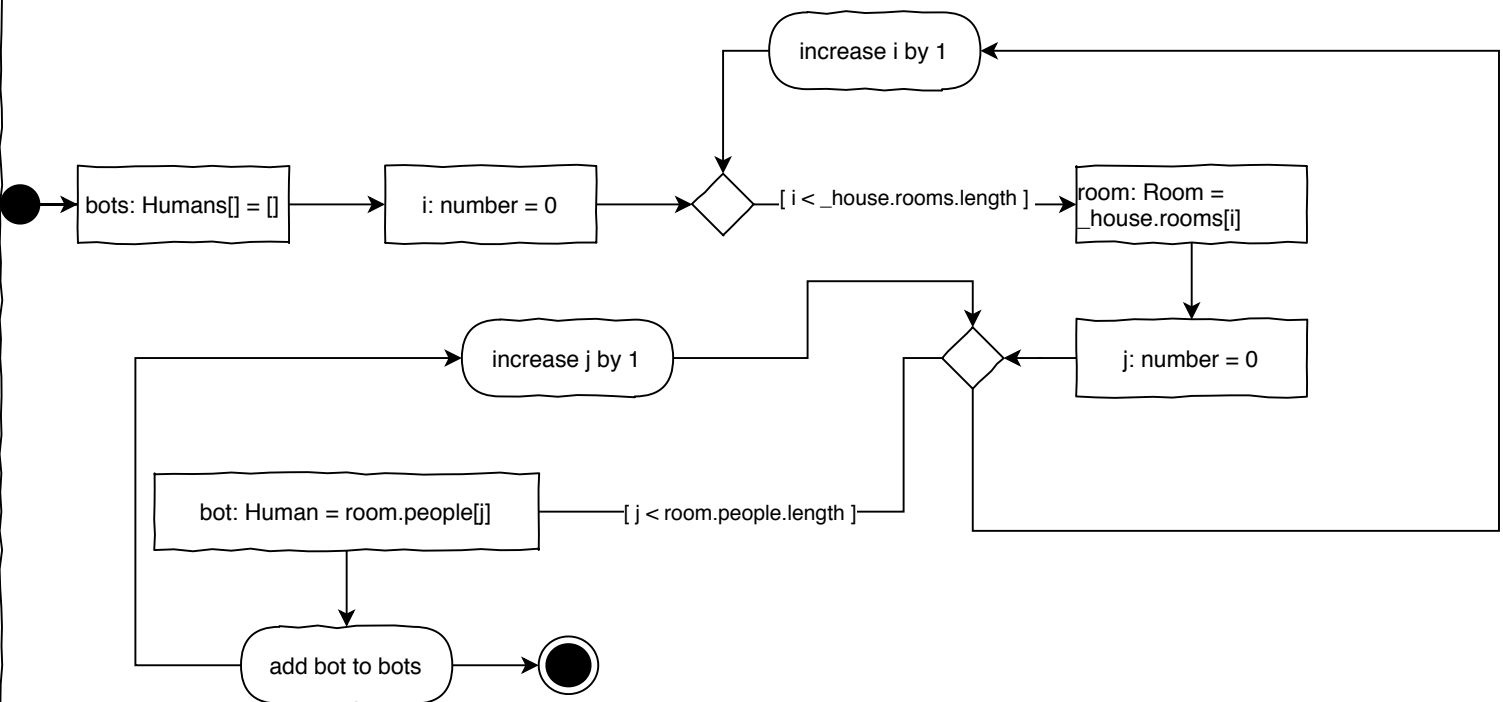 increase i by 1
bots: Humans[] = []
i: number = 0
[ i < _house.rooms.length ]
room: Room =
_house.rooms[i]
increase j by 1
j: number = 0
bot: Human = room.people[j]
[ j < room.people.length ]
add bot to bots